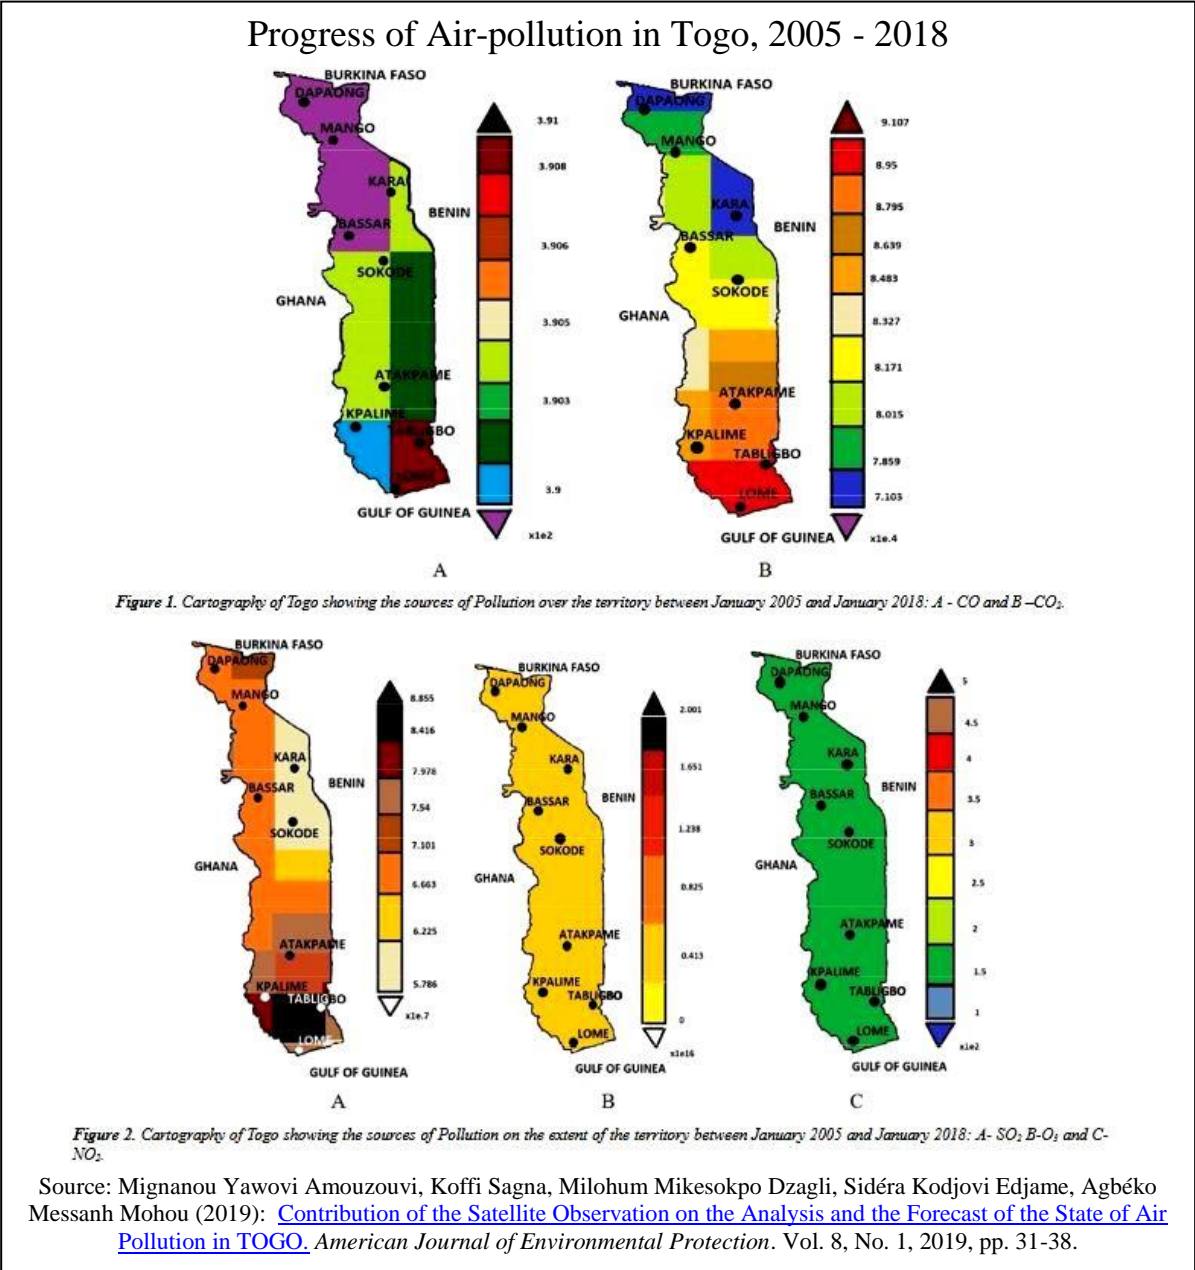 Progress of Air-pollution in Togo, 2005 - 2018
BURKINA FASO
DAPAONG
MANGO
KARA
BENIN
BASSAR
SOKODE
GHANA
ATAKPAME
KPALIME
GULF OF GUINEA
3.91
3.908
3.906
3.905
3.903
3.9
x1e2
A
BURKINA FASO
DAPAONG
MANGO
KARA
BENIN
BASSAR
SOKODE
GHANA
ATAKPAME
KPALIME
TABLIGBO
LOME
GULF OF GUINEA
9.107
8.95
8.795
8.639
8.483
8.327
8.171
8.015
7.859
7.103
x1e.4
B
Figure 1. Cartography of Togo showing the sources of Pollution over the territory between January 2005 and January 2018: A - CO and B –CO₂.
BURKINA FASO
DAPAONG
MANGO
KARA
BENIN
BASSAR
SOKODE
GHANA
ATAKPAME
KPALIME
TABLIGBO
LOME
GULF OF GUINEA
8.855
8.416
7.978
7.54
7.101
6.663
6.225
5.786
x1e.7
A
BURKINA FASO
DAPAONG
MANGO
KARA
BENIN
BASSAR
SOKODE
GHANA
ATAKPAME
KPALIME
TABLIGBO
LOME
GULF OF GUINEA
2.001
1.651
1.238
0.825
0.413
0
x1e16
B
BURKINA FASO
DAPAONG
MANGO
KARA
BENIN
BASSAR
SOKODE
GHANA
ATAKPAME
KPALIME
TABLIGBO
LOME
GULF OF GUINEA
5
4.5
4
3.5
3
2.5
2
1.5
1
x1e2
C
Figure 2. Cartography of Togo showing the sources of Pollution on the extent of the territory between January 2005 and January 2018: A- SO₂ B-O₃ and C-
NO₂.
Source: Mignanou Yawovi Amouzouvi, Koffi Sagna, Milohum Mikesokpo Dzagli, Sidéra Kodjovi Edjame, Agbéko
Messanh Mohou (2019): Contribution of the Satellite Observation on the Analysis and the Forecast of the State of Air
Pollution in TOGO. American Journal of Environmental Protection. Vol. 8, No. 1, 2019, pp. 31-38.